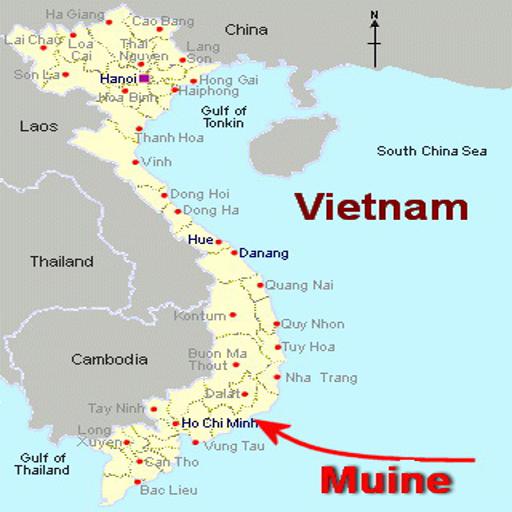 Ha Giang
Cao Bang
N
China
Lai Chao
Loa
Cai
Thai
Nguyen
Lang
Son
Son La
Hanoi
Hong Gai
Hoa Binh
Haiphong
Gulf of
Tonkin
Laos
Thanh Hoa
South China Sea
Vinh
Dong Hoi
Dong Ha
Vietnam
Hue
Danang
Thailand
Quang Nai
Kontum
Quy Nhon
Tuy Hoa
Buon Ma
Thout
Cambodia
Nha Trang
Dalat
Tay Ninh
Ho Chi Minh
Long
Xuyen
Vung Tau
Gulf of
Thailand
Can Tho
Muine
Bac Lieu